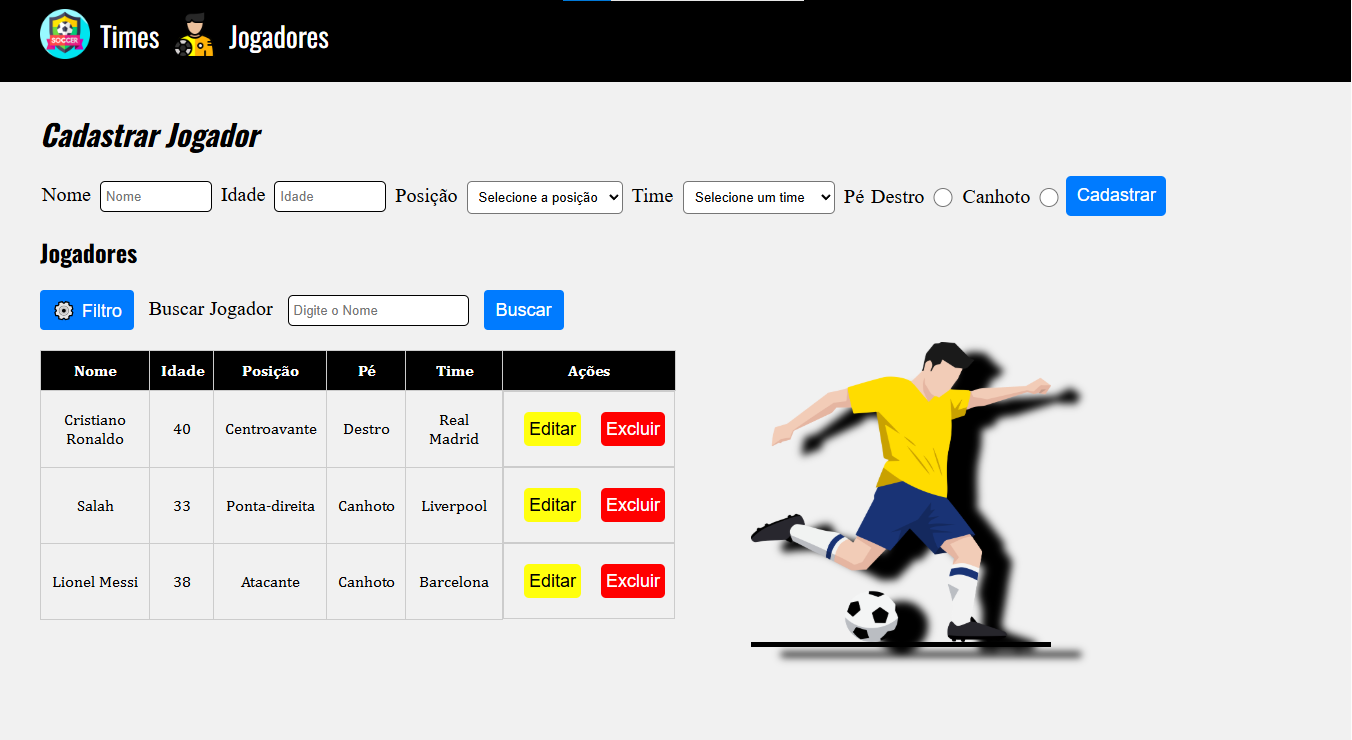 SOCCER Times Jogadores
Cadastrar Jogador
Nome Nome Idade Idade Posição Selecione a posição Time Selecione um time Pé Destro Canhoto Cadastrar
Jogadores
Filtro Buscar Jogador Digite o Nome Buscar
Nome Idade Posição Pé Time Ações
Cristiano Ronaldo 40 Centroavante Destro Real Madrid Editar Excluir
Salah 33 Ponta-direita Canhoto Liverpool Editar Excluir
Lionel Messi 38 Atacante Canhoto Barcelona Editar Excluir